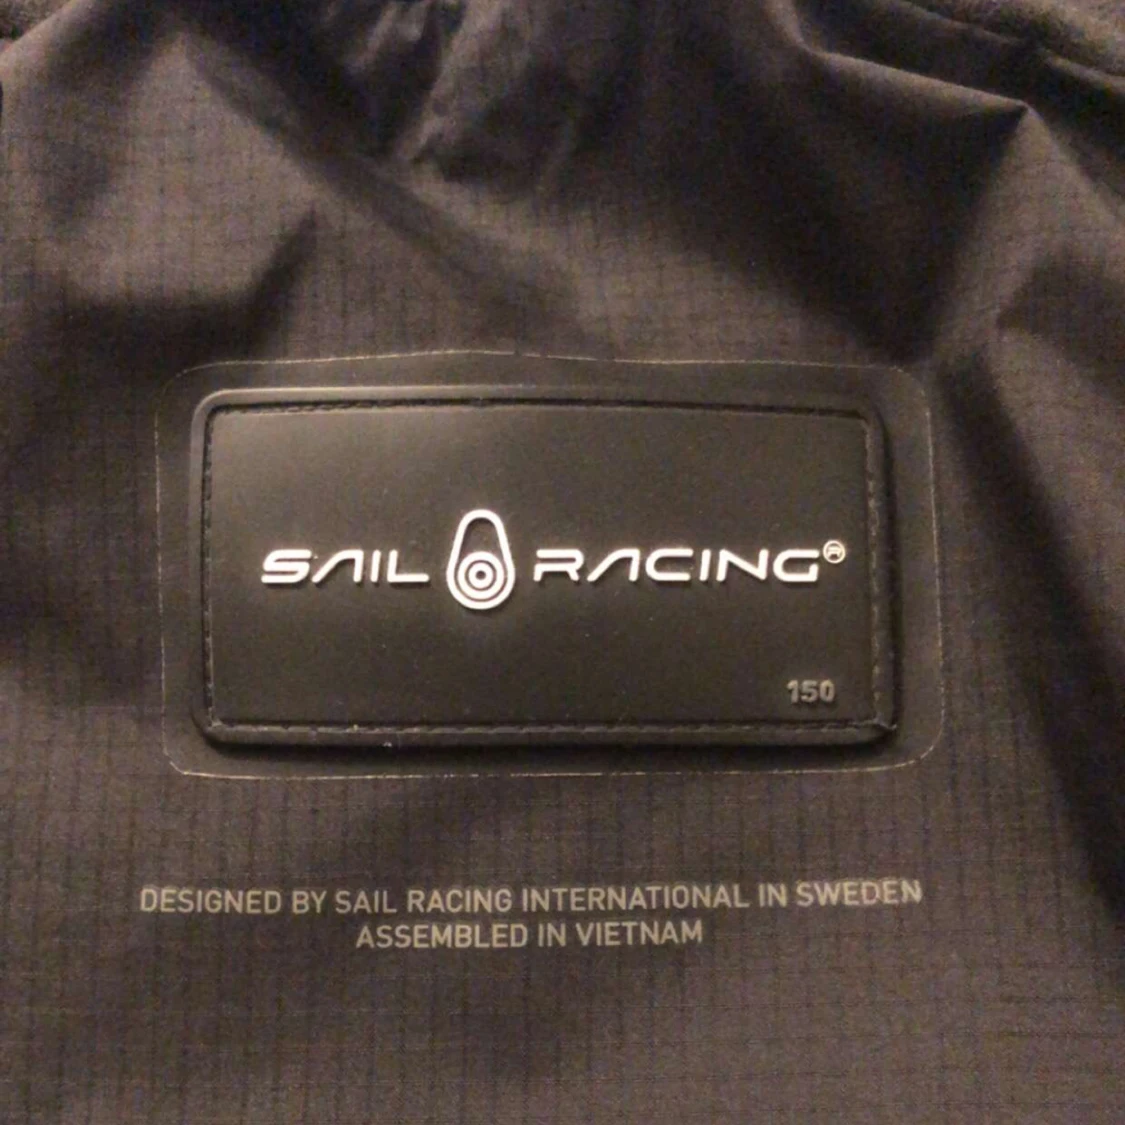 SAIL RACING®
150
DESIGNED BY SAIL RACING INTERNATIONAL IN SWEDEN
ASSEMBLED IN VIETNAM